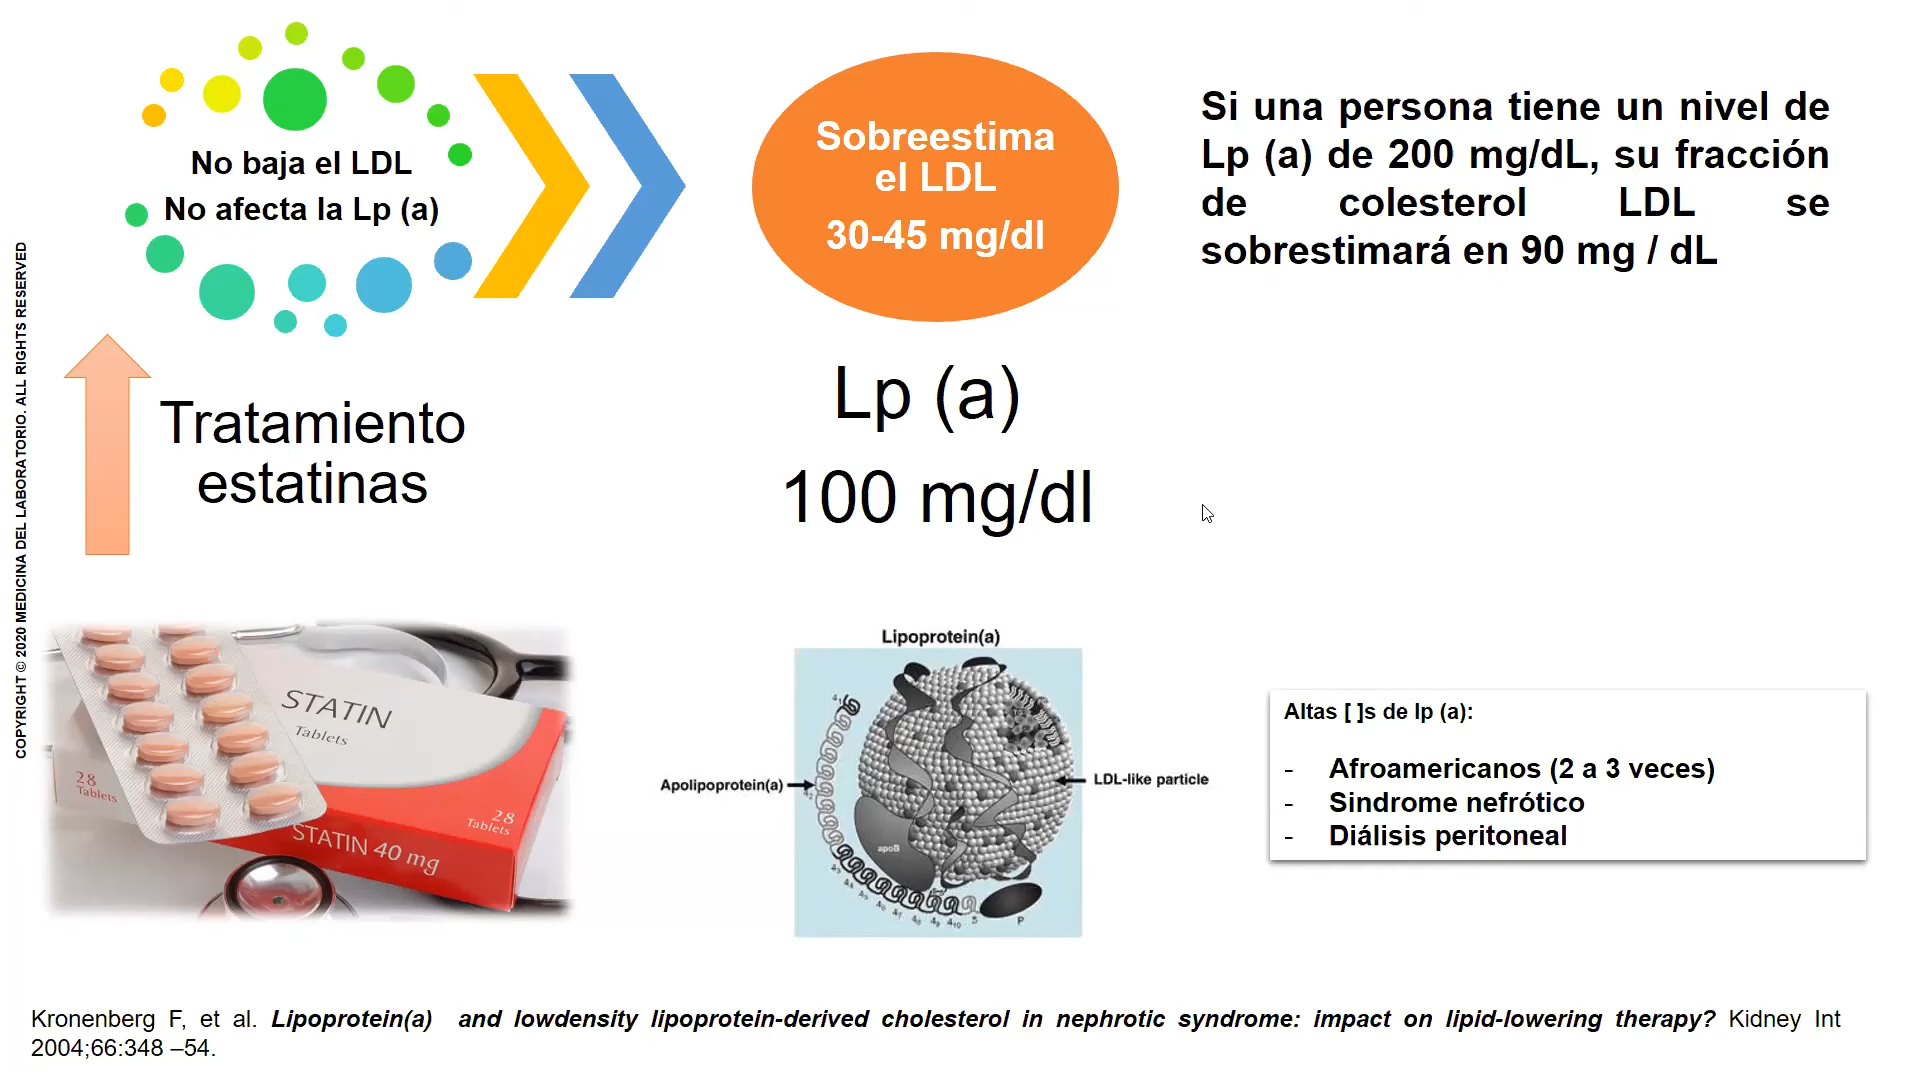 No baja el LDL
No afecta la Lp (a)
Sobreestima
el LDL
30-45 mg/dl
Si una persona tiene un nivel de
Lp (a) de 200 mg/dL, su fracción
de colesterol LDL se
sobrestimará en 90 mg / dL
COPYRIGHT © 2020 MEDICINA DEL LABORATORIO. ALL RIGHTS RESERVED
Tratamiento
estatinas
Lp (a)
100 mg/dl
STATIN
Tablets
28
Tablets
28
Tablets
STATIN 40 mg
Lipoprotein(a)
Apolipoprotein(a)
LDL-like particle
apoB
5
P
Altas [ ]s de lp (a):
- Afroamericanos (2 a 3 veces)
- Sindrome nefrótico
- Diálisis peritoneal
Kronenberg F, et al. Lipoprotein(a) and lowdensity lipoprotein-derived cholesterol in nephrotic syndrome: impact on lipid-lowering therapy? Kidney Int
2004;66:348 –54.